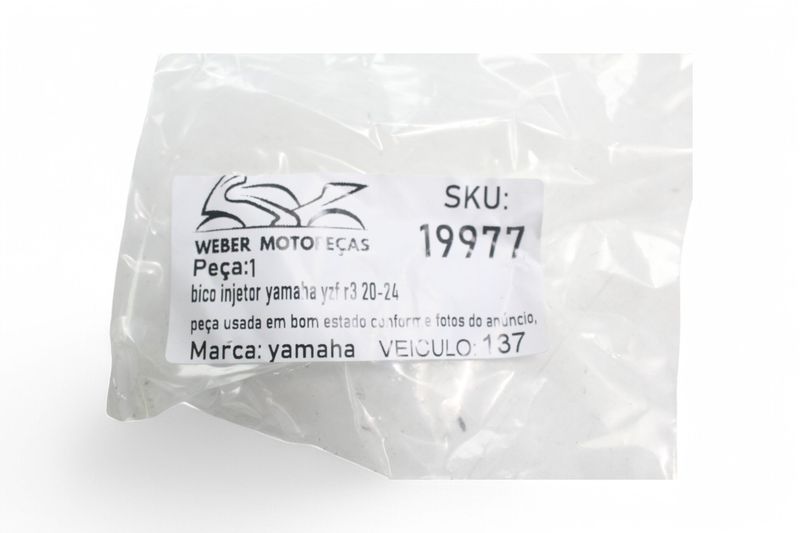 WEBER MOTOPEÇAS
SKU:
19977
Peça:1
bico injetor yamaha yzf r3 20-24
peça usada em bom estado conforme fotos do anúncio,
Marca: yamaha VEICULO: 137